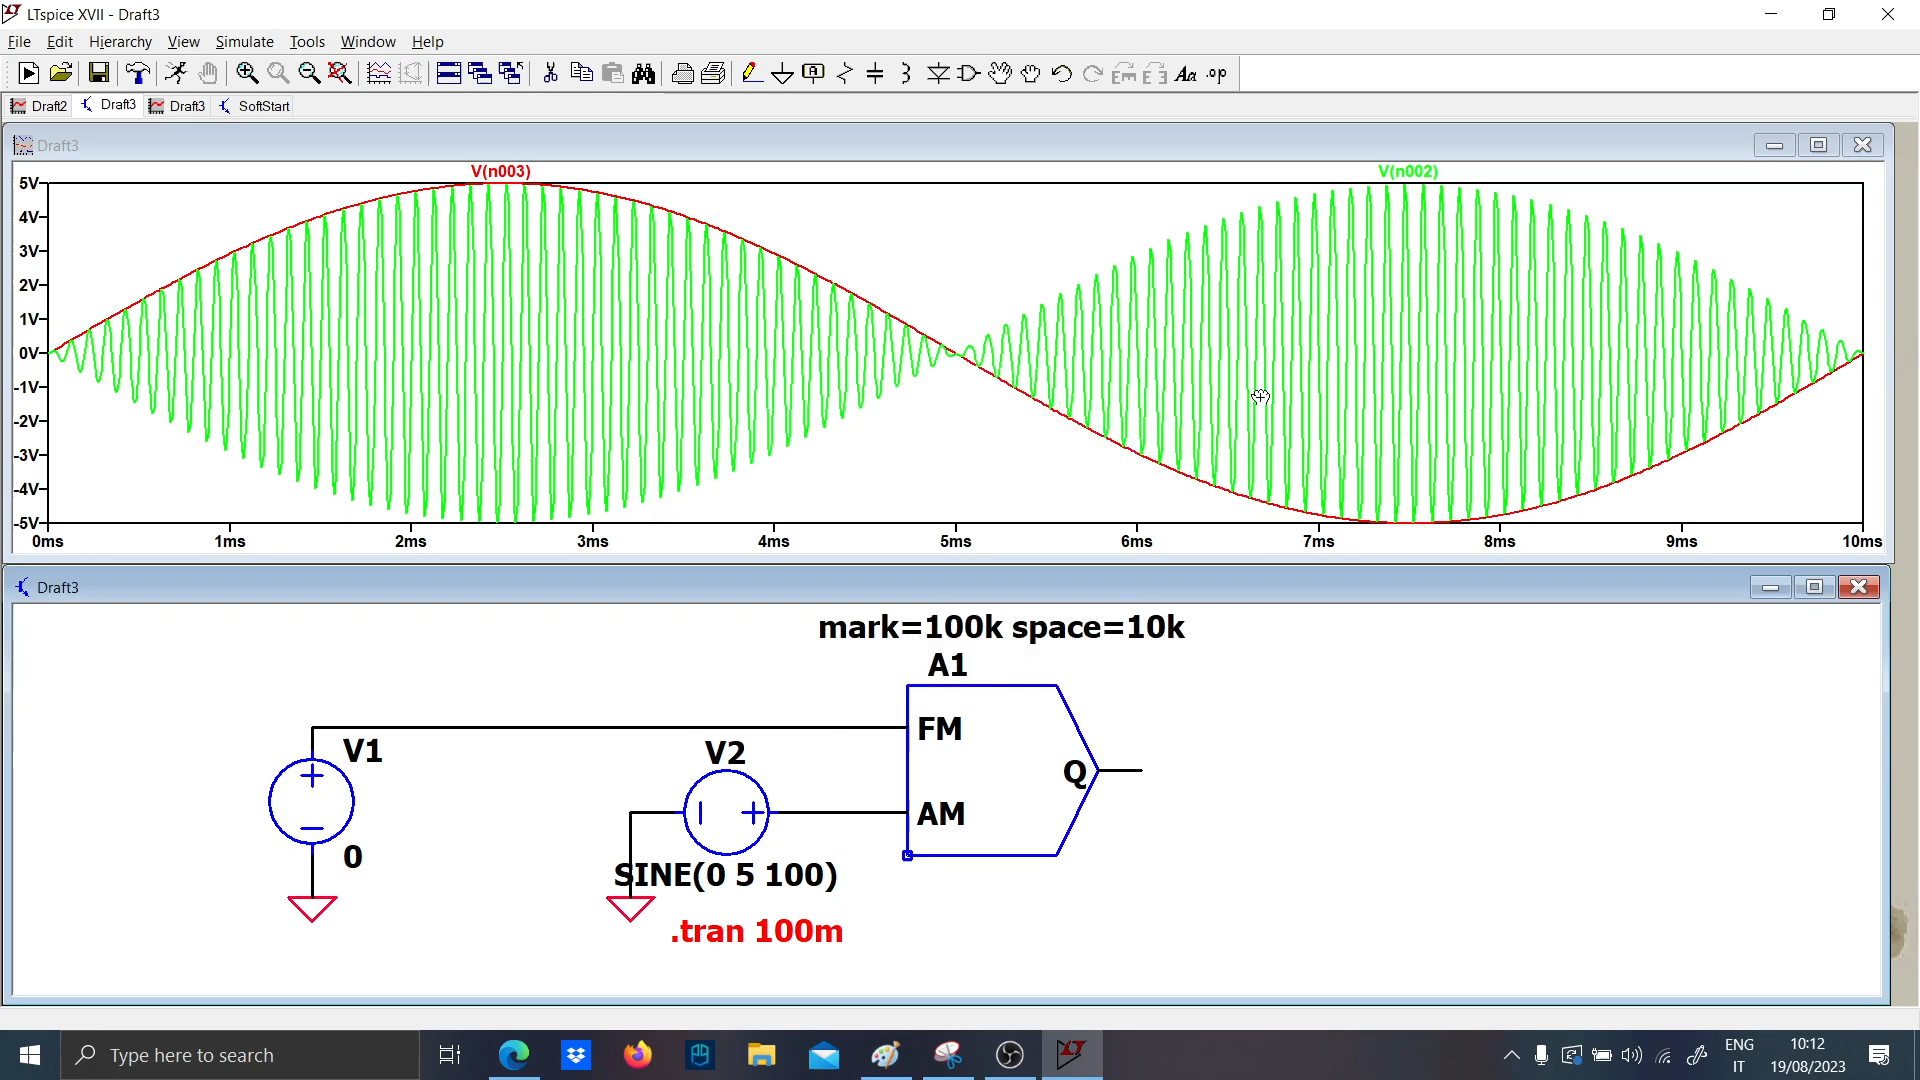 LTspice XVII - Draft3
File Edit Hierarchy View Simulate Tools Window Help
Aa .op
Draft2 Draft3 Draft3 SoftStart
Draft3
V(n003) V(n002)
5V
4V
3V
2V
1V
0V
-1V
-2V
-3V
-4V
-5V
0ms 1ms 2ms 3ms 4ms 5ms 6ms 7ms 8ms 9ms 10ms
Draft3
mark=100k space=10k
A1
FM
V1
V2
Q
AM
0
SINE(0 5 100)
.tran 100m
Type here to search
ENG
IT
10:12
19/08/2023